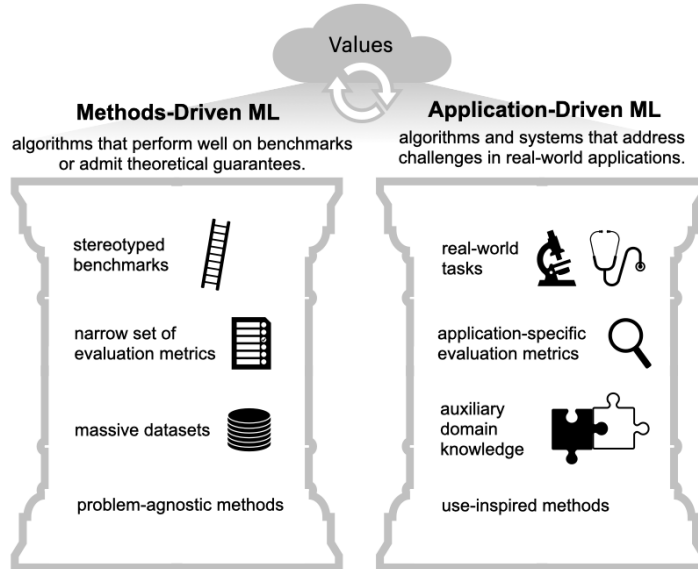 Values
Methods-Driven ML
algorithms that perform well on benchmarks
or admit theoretical guarantees.
stereotyped
benchmarks
narrow set of
evaluation metrics
massive datasets
problem-agnostic methods
Application-Driven ML
algorithms and systems that address
challenges in real-world applications.
real-world
tasks
application-specific
evaluation metrics
auxiliary
domain
knowledge
use-inspired methods